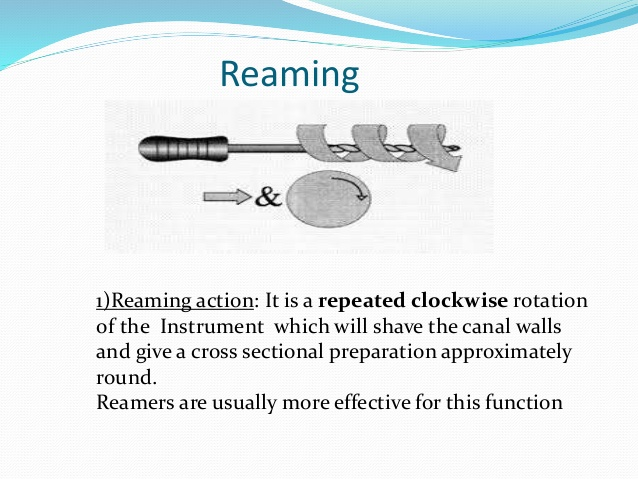 Reaming
&
1)Reaming action: It is a repeated clockwise rotation
of the Instrument which will shave the canal walls
and give a cross sectional preparation approximately
round.
Reamers are usually more effective for this function